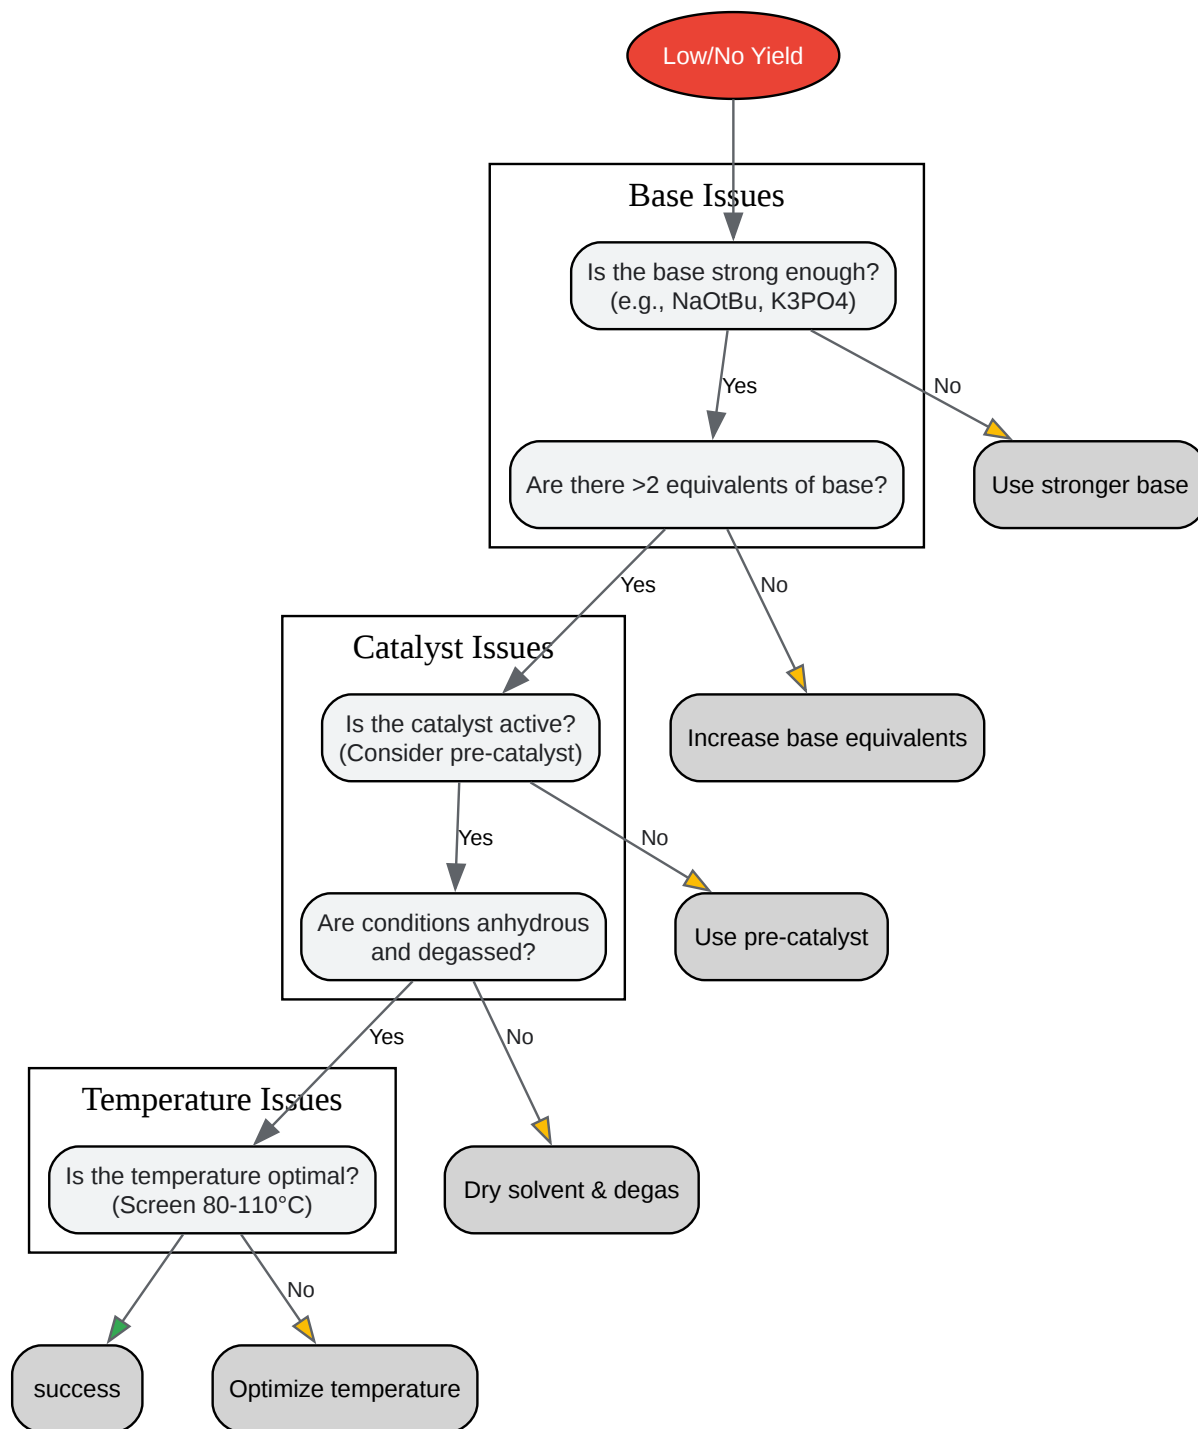 Low/No Yield
Base Issues
Is the base strong enough?
(e.g., NaOtBu, K3PO4)
Yes
No
Are there >2 equivalents of base?
Use stronger base
Yes
No
Catalyst Issues
Is the catalyst active?
(Consider pre-catalyst)
Increase base equivalents
Yes
No
Are conditions anhydrous
and degassed?
Use pre-catalyst
Yes
No
Temperature Issues
Is the temperature optimal?
(Screen 80-110°C)
Dry solvent & degas
No
success
Optimize temperature